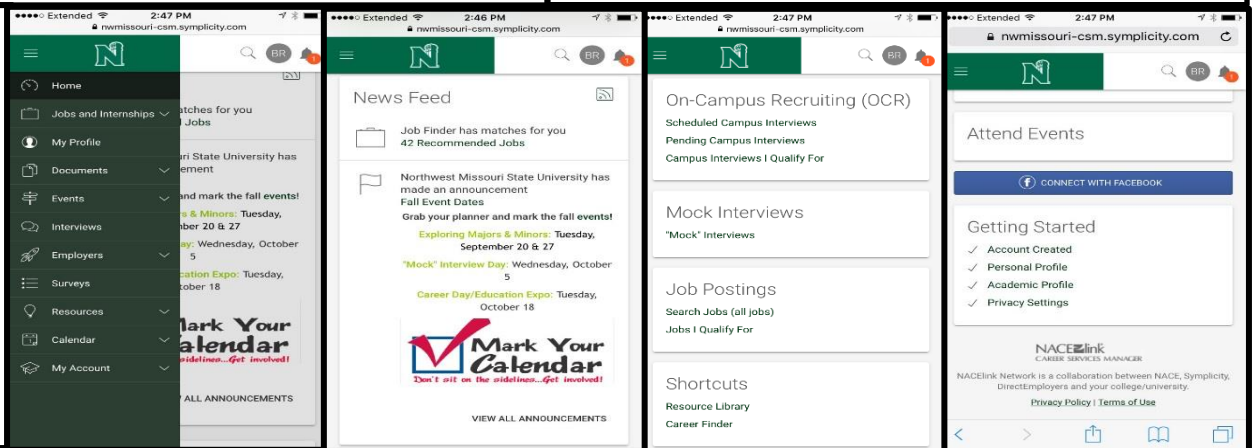 ●●●●○ Extended 2:47 PM
nwmissouri-csm.symplicity.com
N
BR
1
Home
Jobs and Internships
My Profile
Documents
Events
Interviews
Employers
Surveys
Resources
Calendar
My Account
atches for you
Jobs
uri State University has
ement
and mark the fall events!
s & Minors: Tuesday,
ber 20 & 27
ay: Wednesday, October
5
cation Expo: Tuesday,
tober 18
Mark Your
alendar
sidelines...Get involved!
ALL ANNOUNCEMENTS
●●●●○ Extended 2:46 PM
nwmissouri-csm.symplicity.com
N
BR
1
News Feed
Job Finder has matches for you
42 Recommended Jobs
Northwest Missouri State University has
made an announcement
Fall Event Dates
Grab your planner and mark the fall events!
Exploring Majors & Minors: Tuesday,
September 20 & 27
"Mock" Interview Day: Wednesday, October
5
Career Day/Education Expo: Tuesday,
October 18
Mark Your
Calendar
Don't sit on the sidelines...Get involved!
VIEW ALL ANNOUNCEMENTS
●●●●○ Extended 2:47 PM
nwmissouri-csm.symplicity.com
N
BR
1
On-Campus Recruiting (OCR)
Scheduled Campus Interviews
Pending Campus Interviews
Campus Interviews I Qualify For
Mock Interviews
"Mock" Interviews
Job Postings
Search Jobs (all jobs)
Jobs I Qualify For
Shortcuts
Resource Library
Career Finder
●●●●○ Extended 2:47 PM
nwmissouri-csm.symplicity.com
N
BR
1
Attend Events
f CONNECT WITH FACEBOOK
Getting Started
✓ Account Created
✓ Personal Profile
✓ Academic Profile
✓ Privacy Settings
NACElink
CAREER SERVICES MANAGER
NACElink Network is a collaboration between NACE, Symplicity,
DirectEmployers and your college/university.
Privacy Policy | Terms of Use